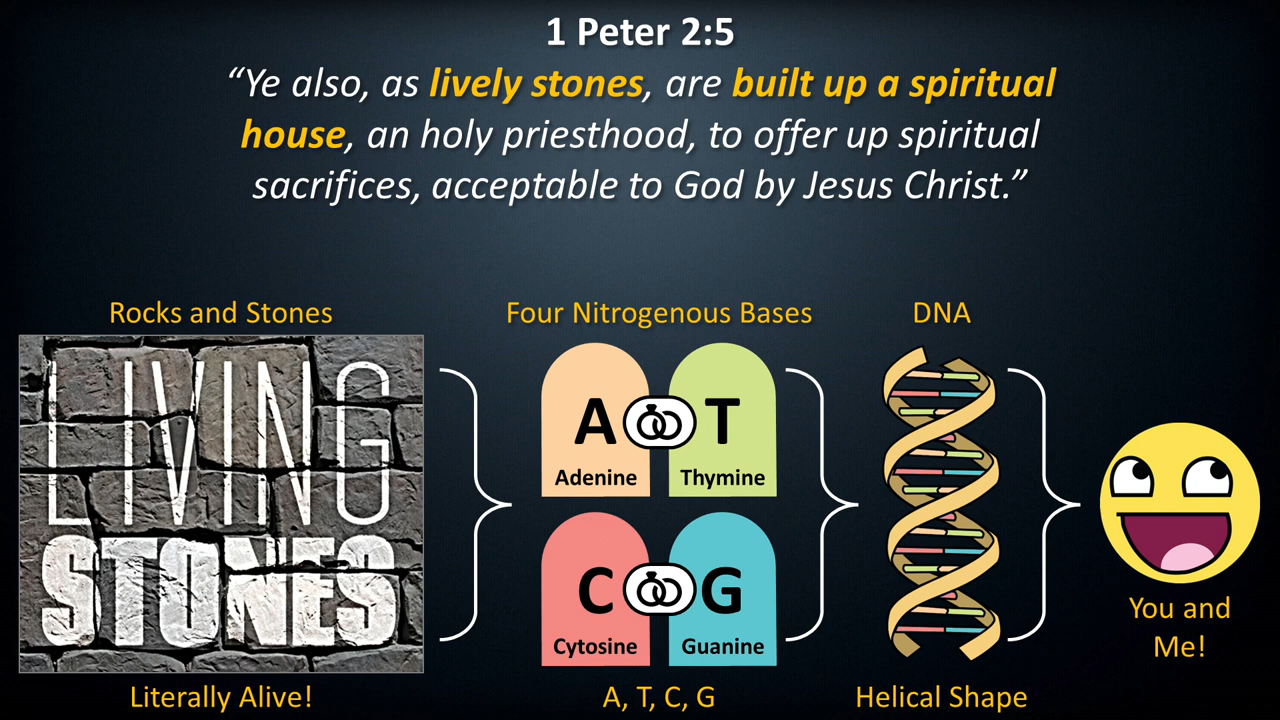 1 Peter 2:5
“Ye also, as lively stones, are built up a spiritual
house, an holy priesthood, to offer up spiritual
sacrifices, acceptable to God by Jesus Christ.”
Rocks and Stones
LIVING
STONES
Literally Alive!
Four Nitrogenous Bases
A T
Adenine Thymine
C G
Cytosine Guanine
A, T, C, G
DNA
Helical Shape
You and
Me!